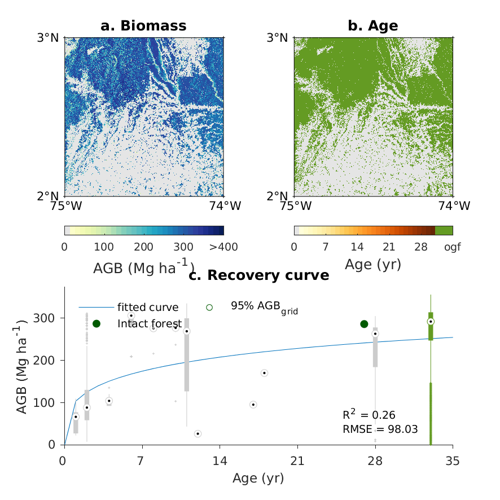 a. Biomass
b. Age
3°N
2°N
75°W
74°W
3°N
2°N
75°W
74°W
0 100 200 300 >400
AGB (Mg ha⁻¹)
0 7 14 21 28 ogf
Age (yr)
c. Recovery curve
fitted curve
95% AGB_grid
Intact forest
AGB (Mg ha⁻¹)
300
200
100
0
R² = 0.26
RMSE = 98.03
0 7 14 21 28 35
Age (yr)